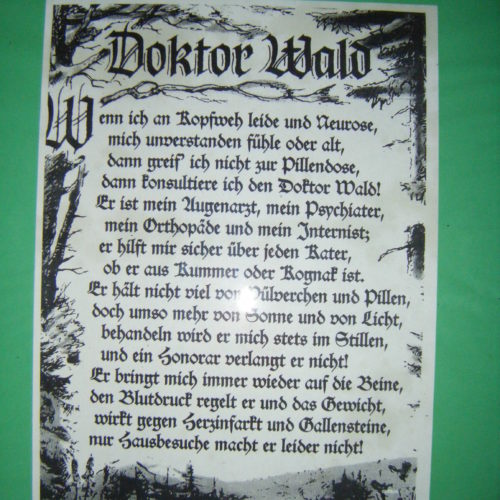 Doktor Wald
Wenn ich an Kopfweh leide und Neurose,
mich unverstanden fühle oder alt,
dann greif' ich nicht zur Pillendose,
dann konsultiere ich den Doktor Wald!
Er ist mein Augenarzt, mein Psychiater,
mein Orthopäde und mein Internist;
er hilft mir sicher über jeden Kater,
ob er aus Kummer oder Kognak ist.
Er hält nicht viel von Pülverchen und Pillen,
doch umso mehr von Sonne und von Licht,
behandeln wird er mich stets im Stillen,
und ein Honorar verlangt er nicht!
Er bringt mich immer wieder auf die Beine,
den Blutdruck regelt er und das Gewicht,
wirkt gegen Herzinfarkt und Gallensteine,
nur Hausbesuche macht er leider nicht!